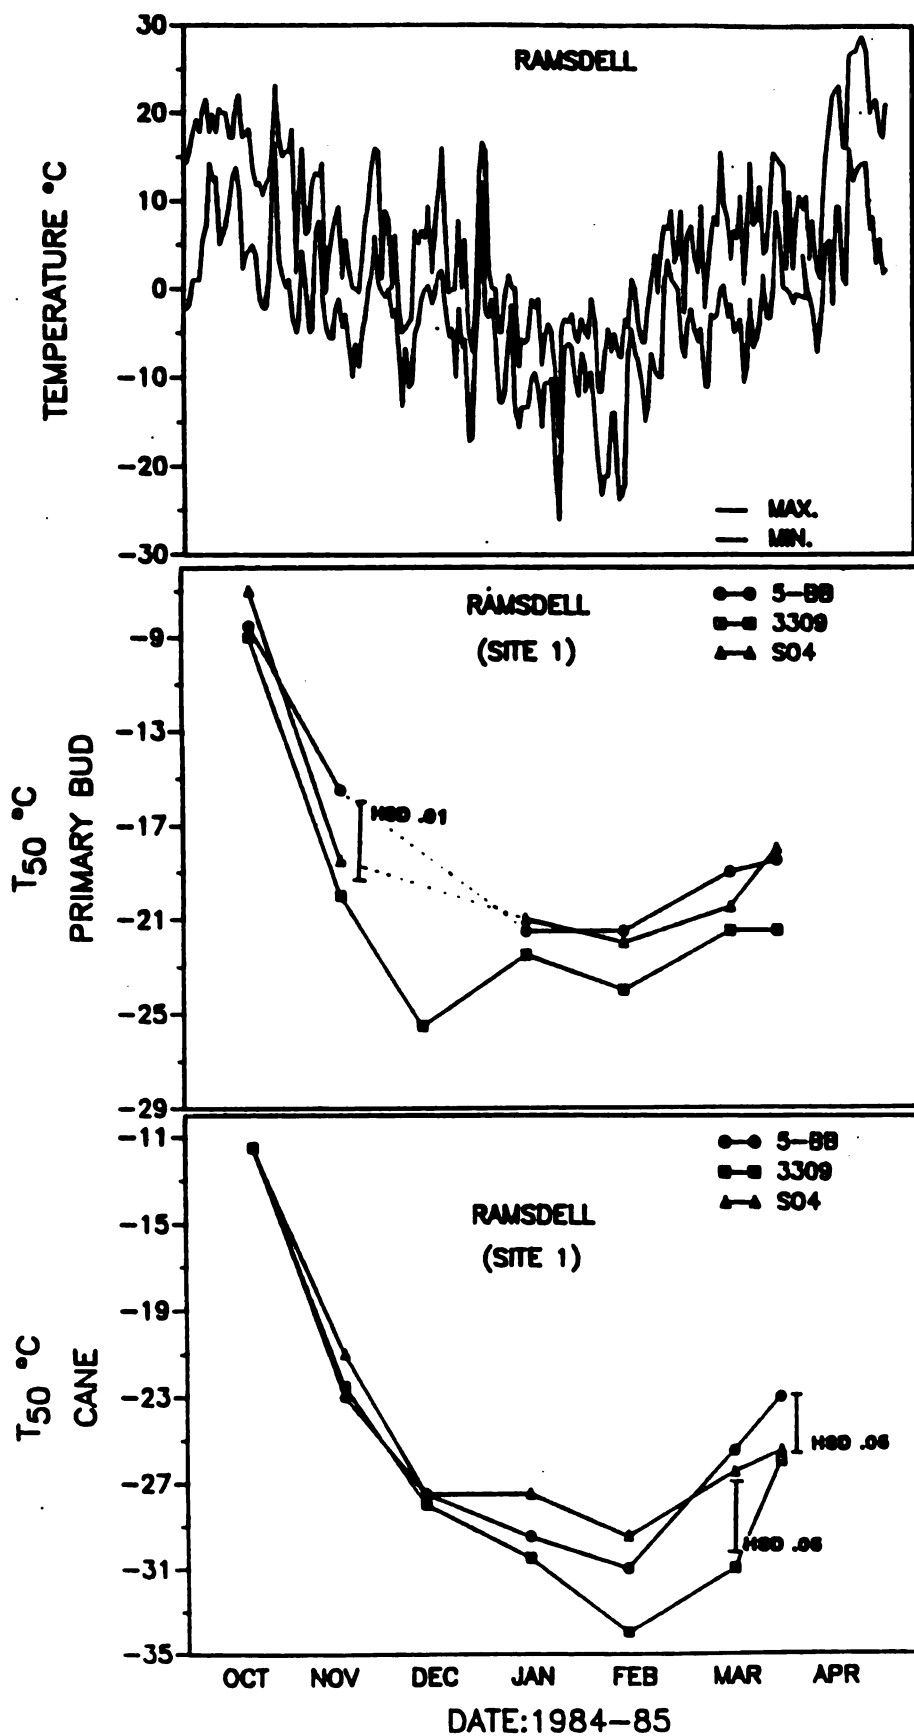 RAMSDELL
30
20
10
0
-10
-20
-30
TEMPERATURE °C
MAX.
MIN.
RAMSDELL
(SITE 1)
5-BB
3309
SO4
-9
-13
-17
-21
-25
-29
T50 °C
PRIMARY BUD
HSD .01
RAMSDELL
(SITE 1)
5-BB
3309
SO4
-11
-15
-19
-23
-27
-31
-35
T50 °C
CANE
HSD .05
HSD .05
OCT NOV DEC JAN FEB MAR APR
DATE:1984-85